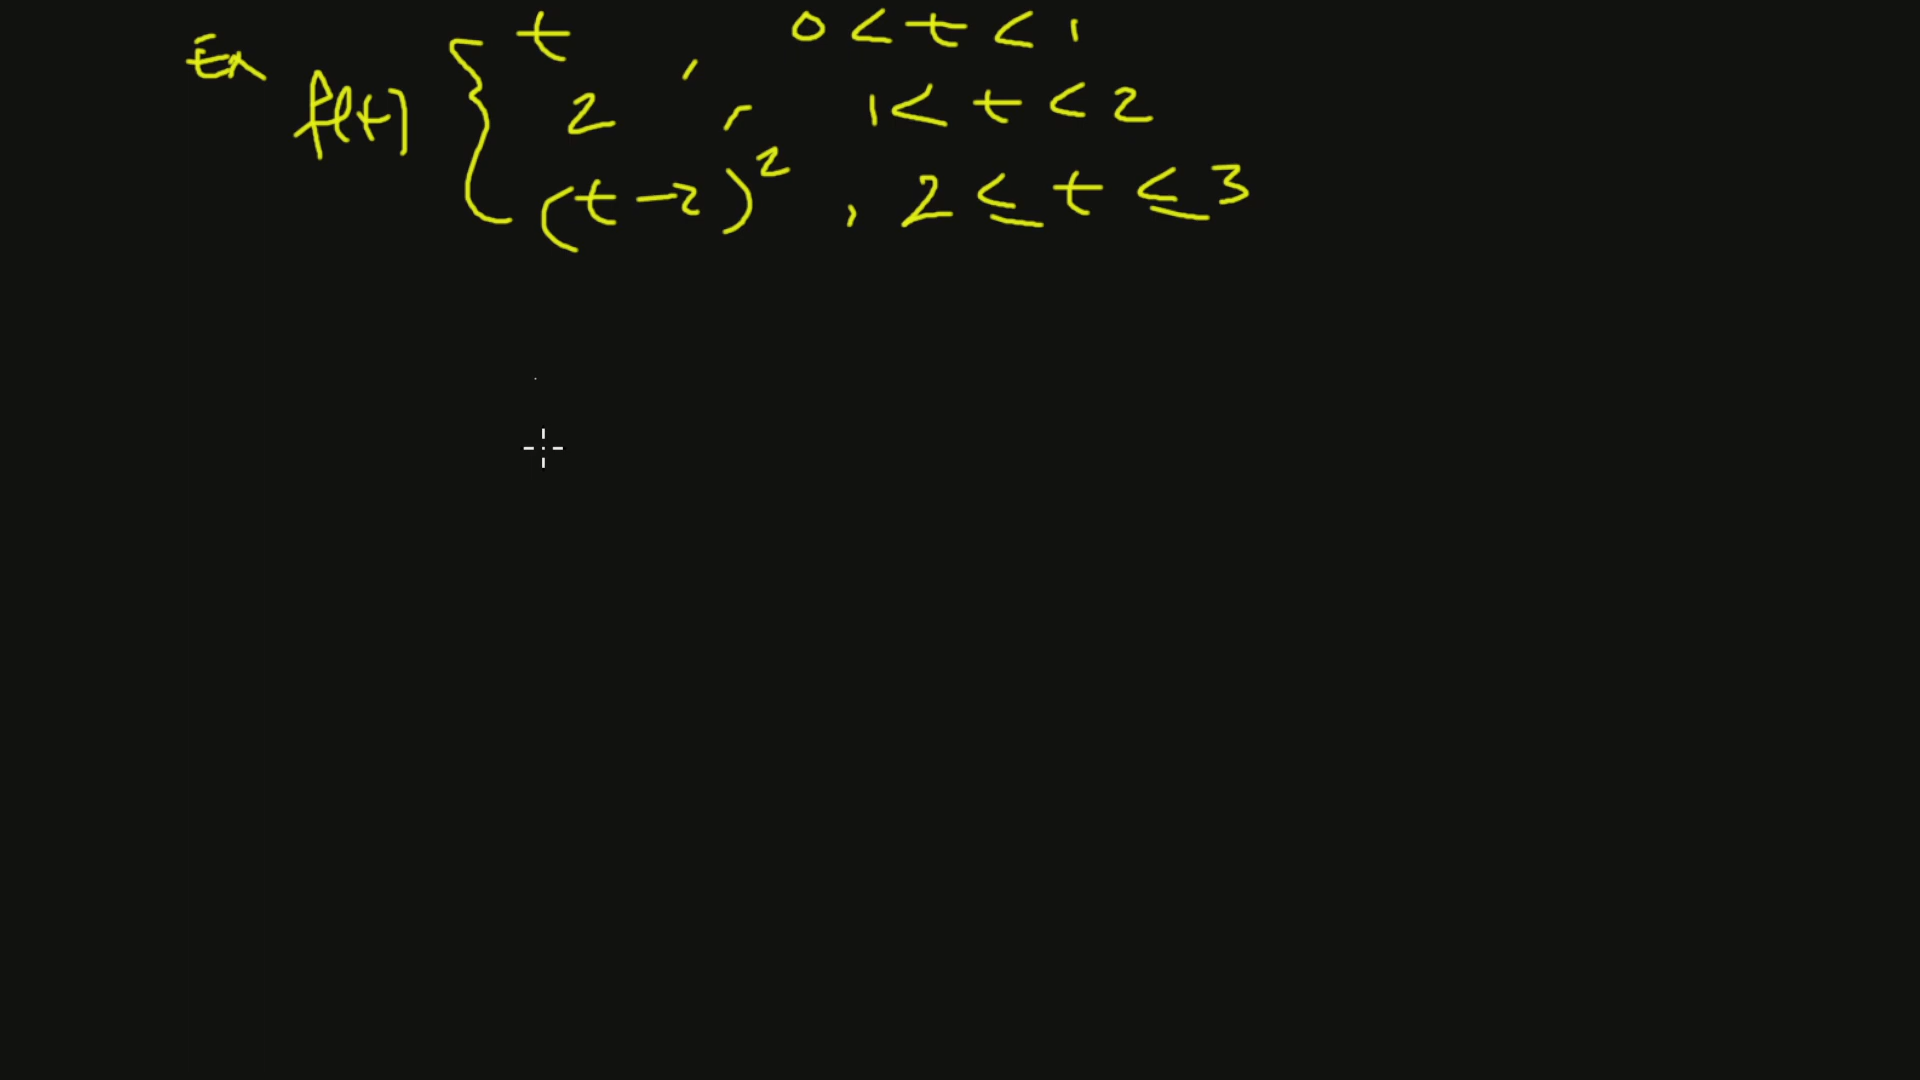 Ex
f(t) { t , 0 < t < 1
2 , 1 < t < 2
(t-2)² , 2 ≤ t ≤ 3